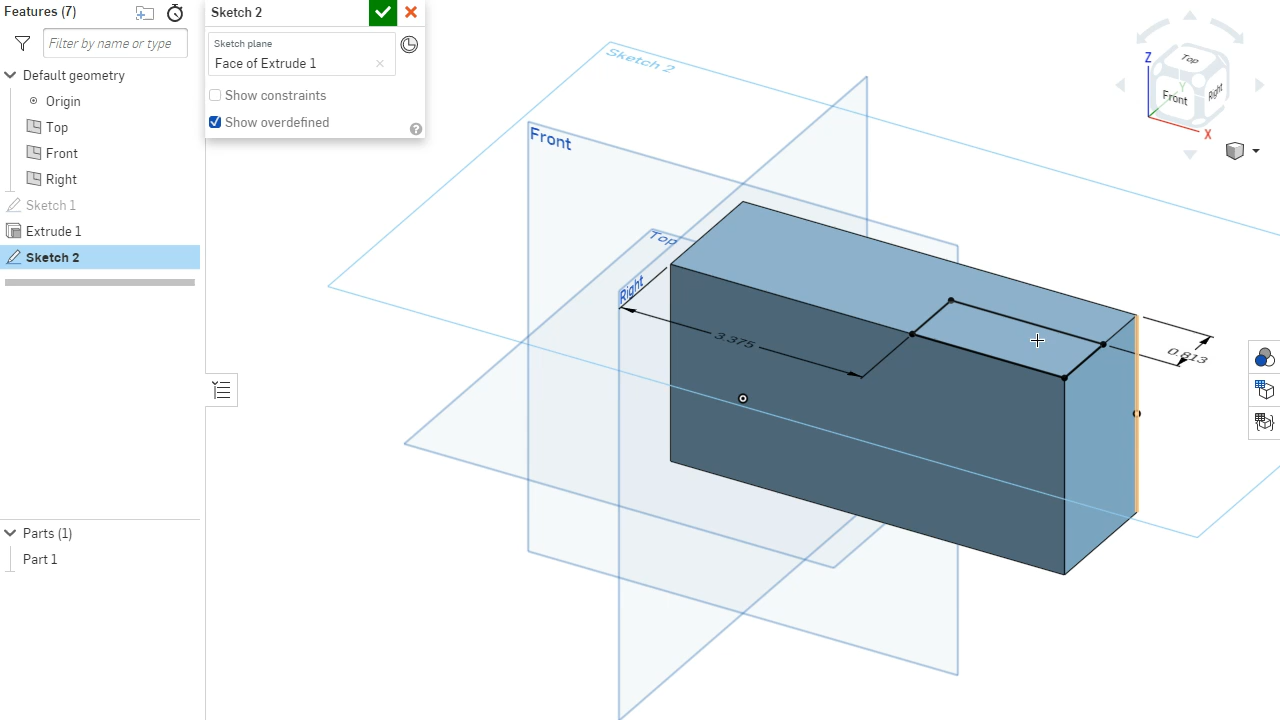 Features (7)
Filter by name or type
Default geometry
Origin
Top
Front
Right
Sketch 1
Extrude 1
Sketch 2
Parts (1)
Part 1
Sketch 2
Sketch plane
Face of Extrude 1
Show constraints
Show overdefined
?
Sketch 2
Front
Top
Right
3.375
0.813
Z
Top
Y
Front
Right
X